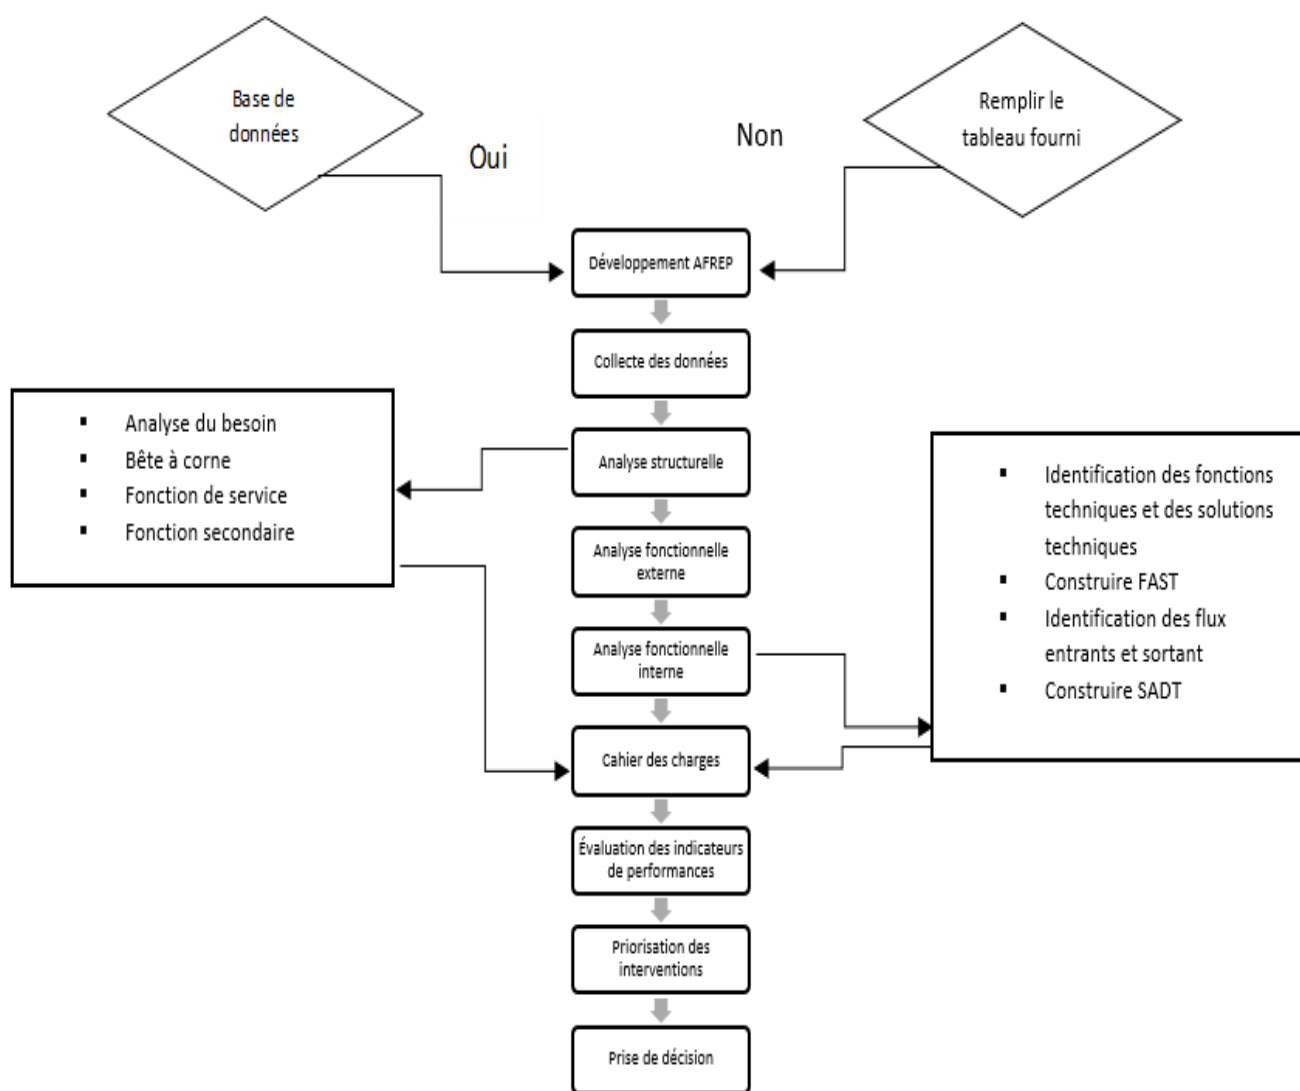 Base de
données
Oui
Non
Remplir le
tableau fourni
Développement AFREP
Collecte des données
Analyse structurelle
▪ Analyse du besoin
▪ Bête à corne
▪ Fonction de service
▪ Fonction secondaire
Analyse fonctionnelle
externe
Analyse fonctionnelle
interne
▪ Identification des fonctions
techniques et des solutions
techniques
▪ Construire FAST
▪ Identification des flux
entrants et sortant
▪ Construire SADT
Cahier des charges
Évaluation des indicateurs
de performances
Priorisation des
interventions
Prise de décision